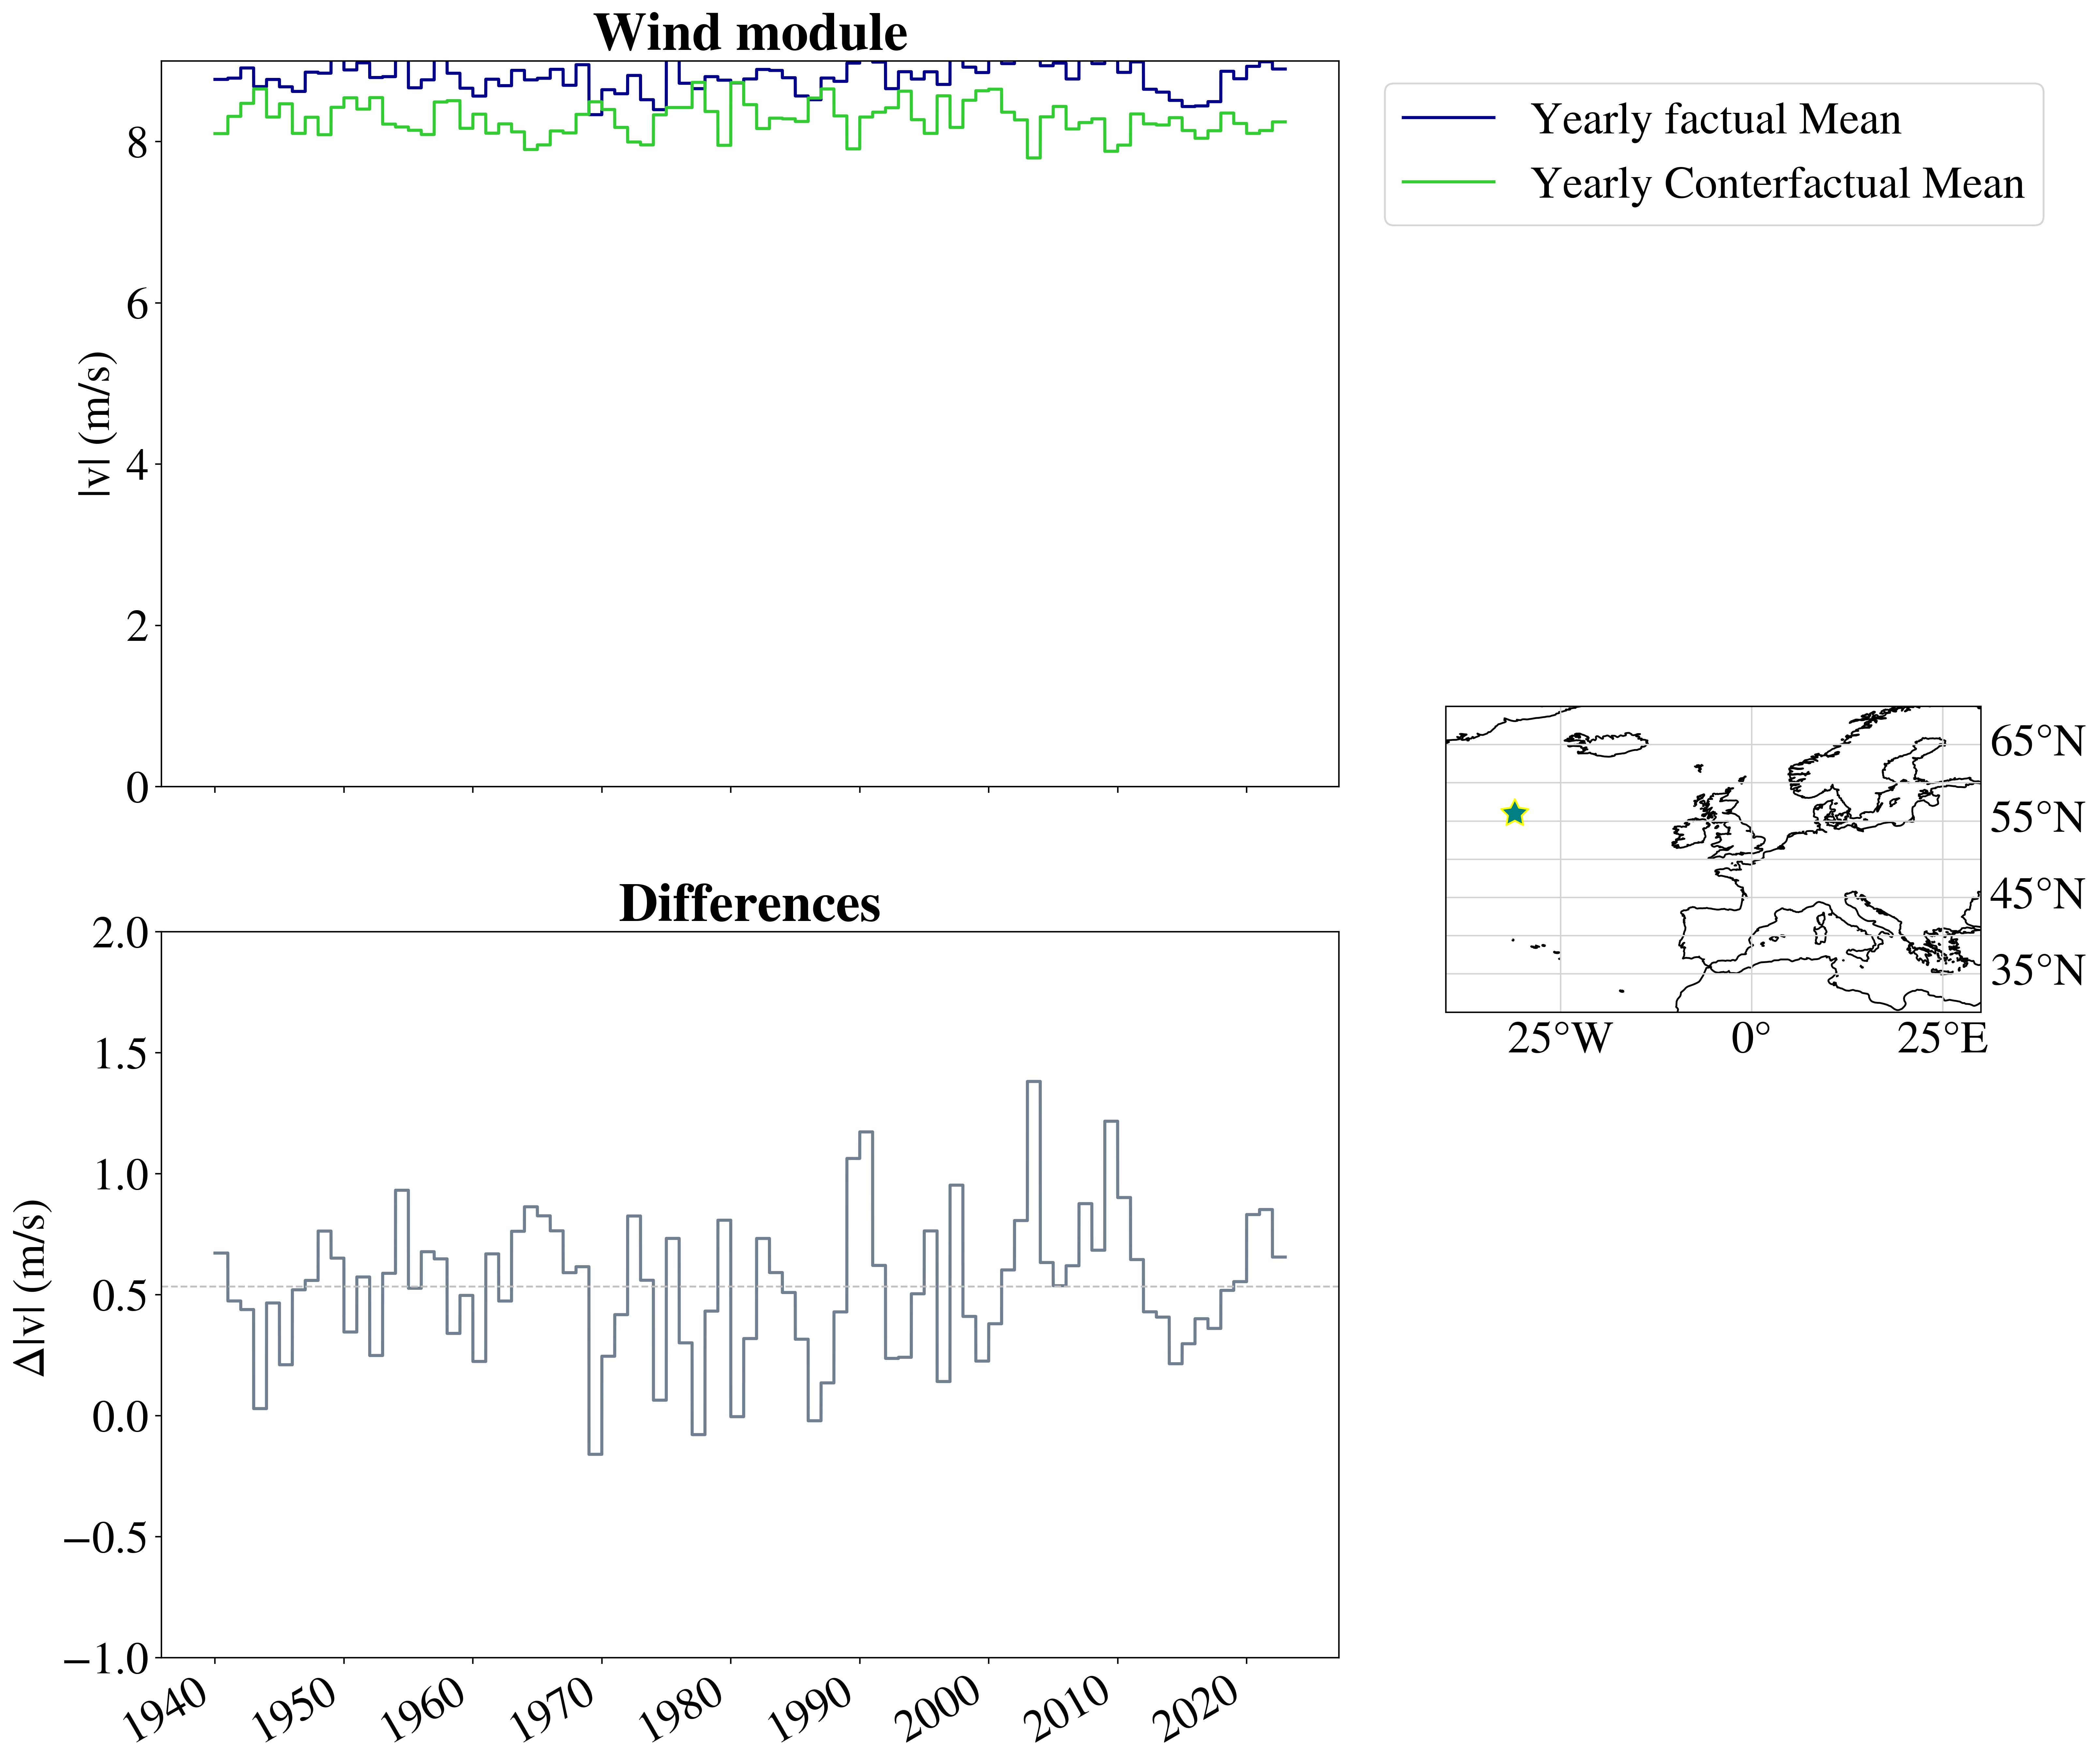 Wind module
|v| (m/s)
8
6
4
2
0
Yearly factual Mean
Yearly Conterfactual Mean
65°N
55°N
45°N
35°N
25°W 0° 25°E
Differences
Δ|v| (m/s)
2.0
1.5
1.0
0.5
0.0
−0.5
−1.0
1940 1950 1960 1970 1980 1990 2000 2010 2020